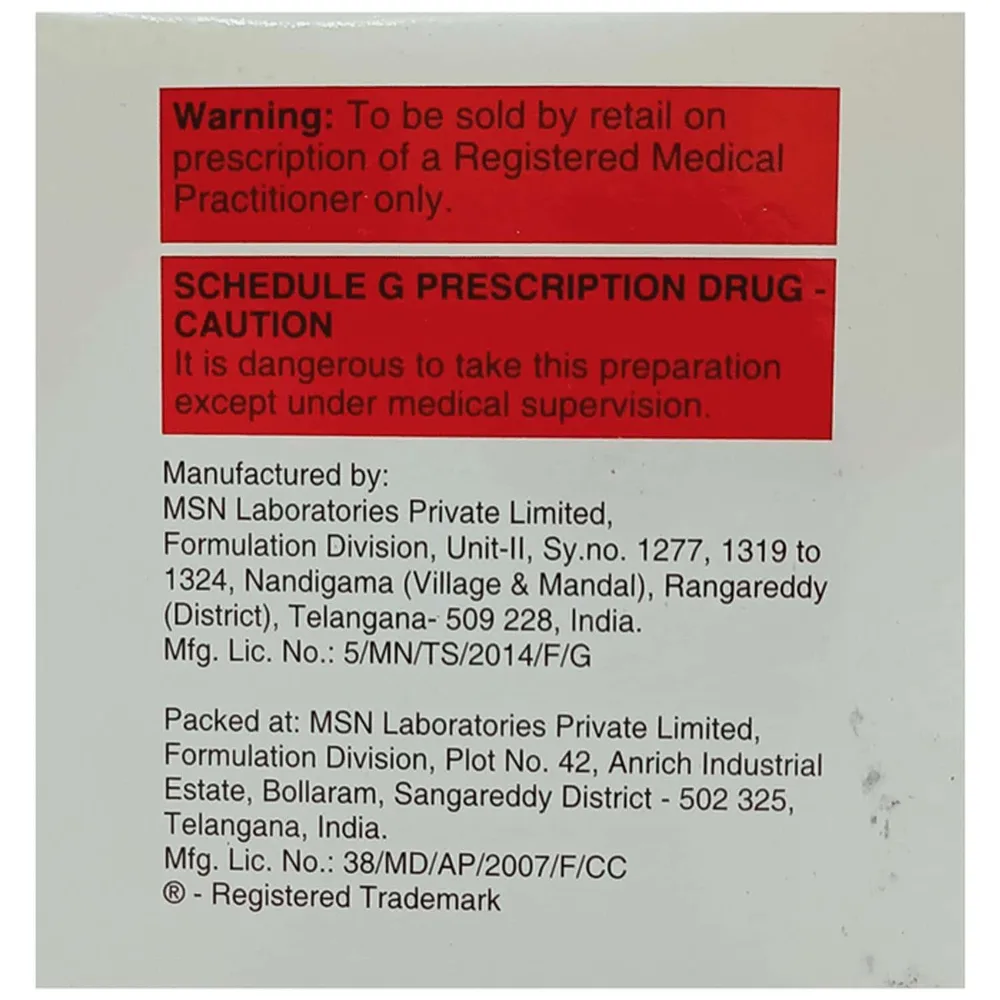 Warning: To be sold by retail on
prescription of a Registered Medical
Practitioner only.
SCHEDULE G PRESCRIPTION DRUG -
CAUTION
It is dangerous to take this preparation
except under medical supervision.
Manufactured by:
MSN Laboratories Private Limited,
Formulation Division, Unit-II, Sy.no. 1277, 1319 to
1324, Nandigama (Village & Mandal), Rangareddy
(District), Telangana- 509 228, India.
Mfg. Lic. No.: 5/MN/TS/2014/F/G
Packed at: MSN Laboratories Private Limited,
Formulation Division, Plot No. 42, Anrich Industrial
Estate, Bollaram, Sangareddy District - 502 325,
Telangana, India.
Mfg. Lic. No.: 38/MD/AP/2007/F/CC
® - Registered Trademark